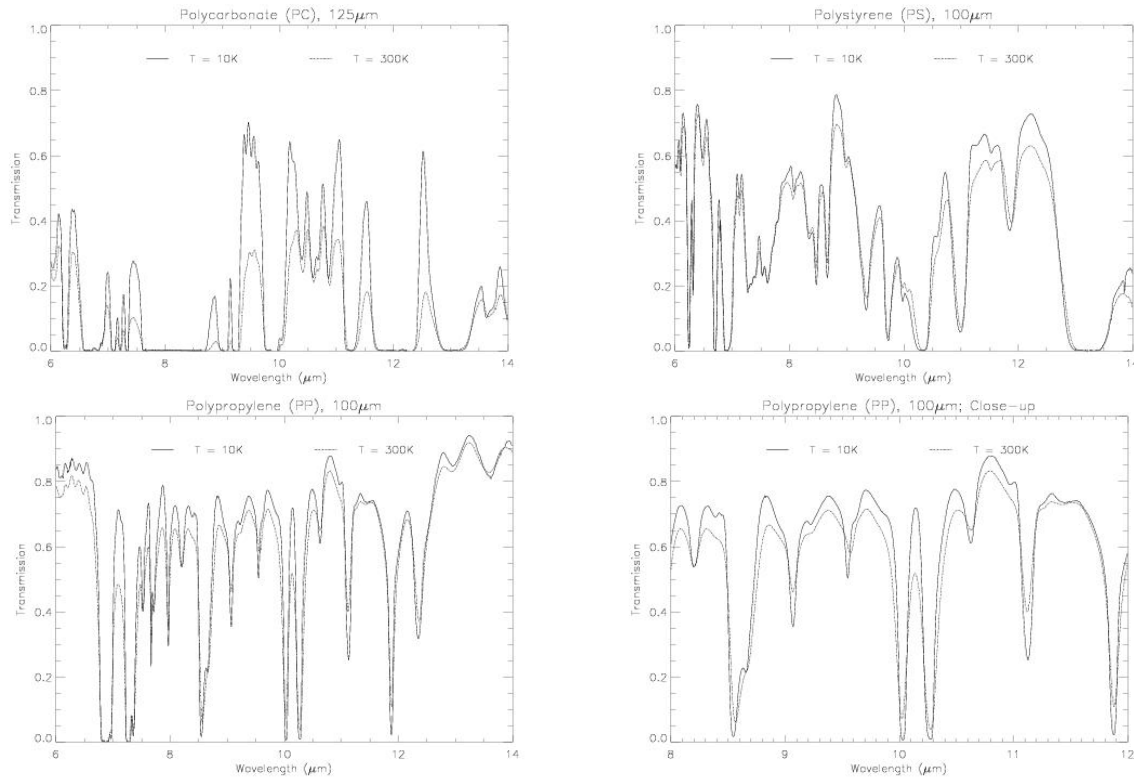 Polycarbonate (PC), 125μm
1.0
0.8
0.6
0.4
0.2
0.0
Transmission
T = 10K
T = 300K
6
8
10
12
14
Wavelength (μm)
Polystyrene (PS), 100μm
1.0
0.8
0.6
0.4
0.2
0.0
Transmission
T = 10K
T = 300K
6
8
10
12
14
Wavelength (μm)
Polypropylene (PP), 100μm
1.0
0.8
0.6
0.4
0.2
0.0
Transmission
T = 10K
T = 300K
6
8
10
12
14
Wavelength (μm)
Polypropylene (PP), 100μm; Close-up
1.0
0.8
0.6
0.4
0.2
0.0
Transmission
T = 10K
T = 300K
8
9
10
11
12
Wavelength (μm)